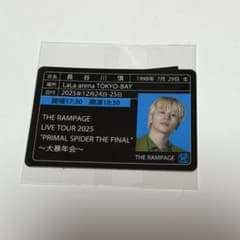 氏名 長谷川 慎 1998年 7月 29日 生
場所 LaLa arena TOKYO-BAY
日時 2025年12月24日-25日
開場17:30 開演18:30
THE RAMPAGE
LIVE TOUR 2025
"PRIMAL SPIDER THE FINAL"
～大暴年会～
THE RAMPAGE